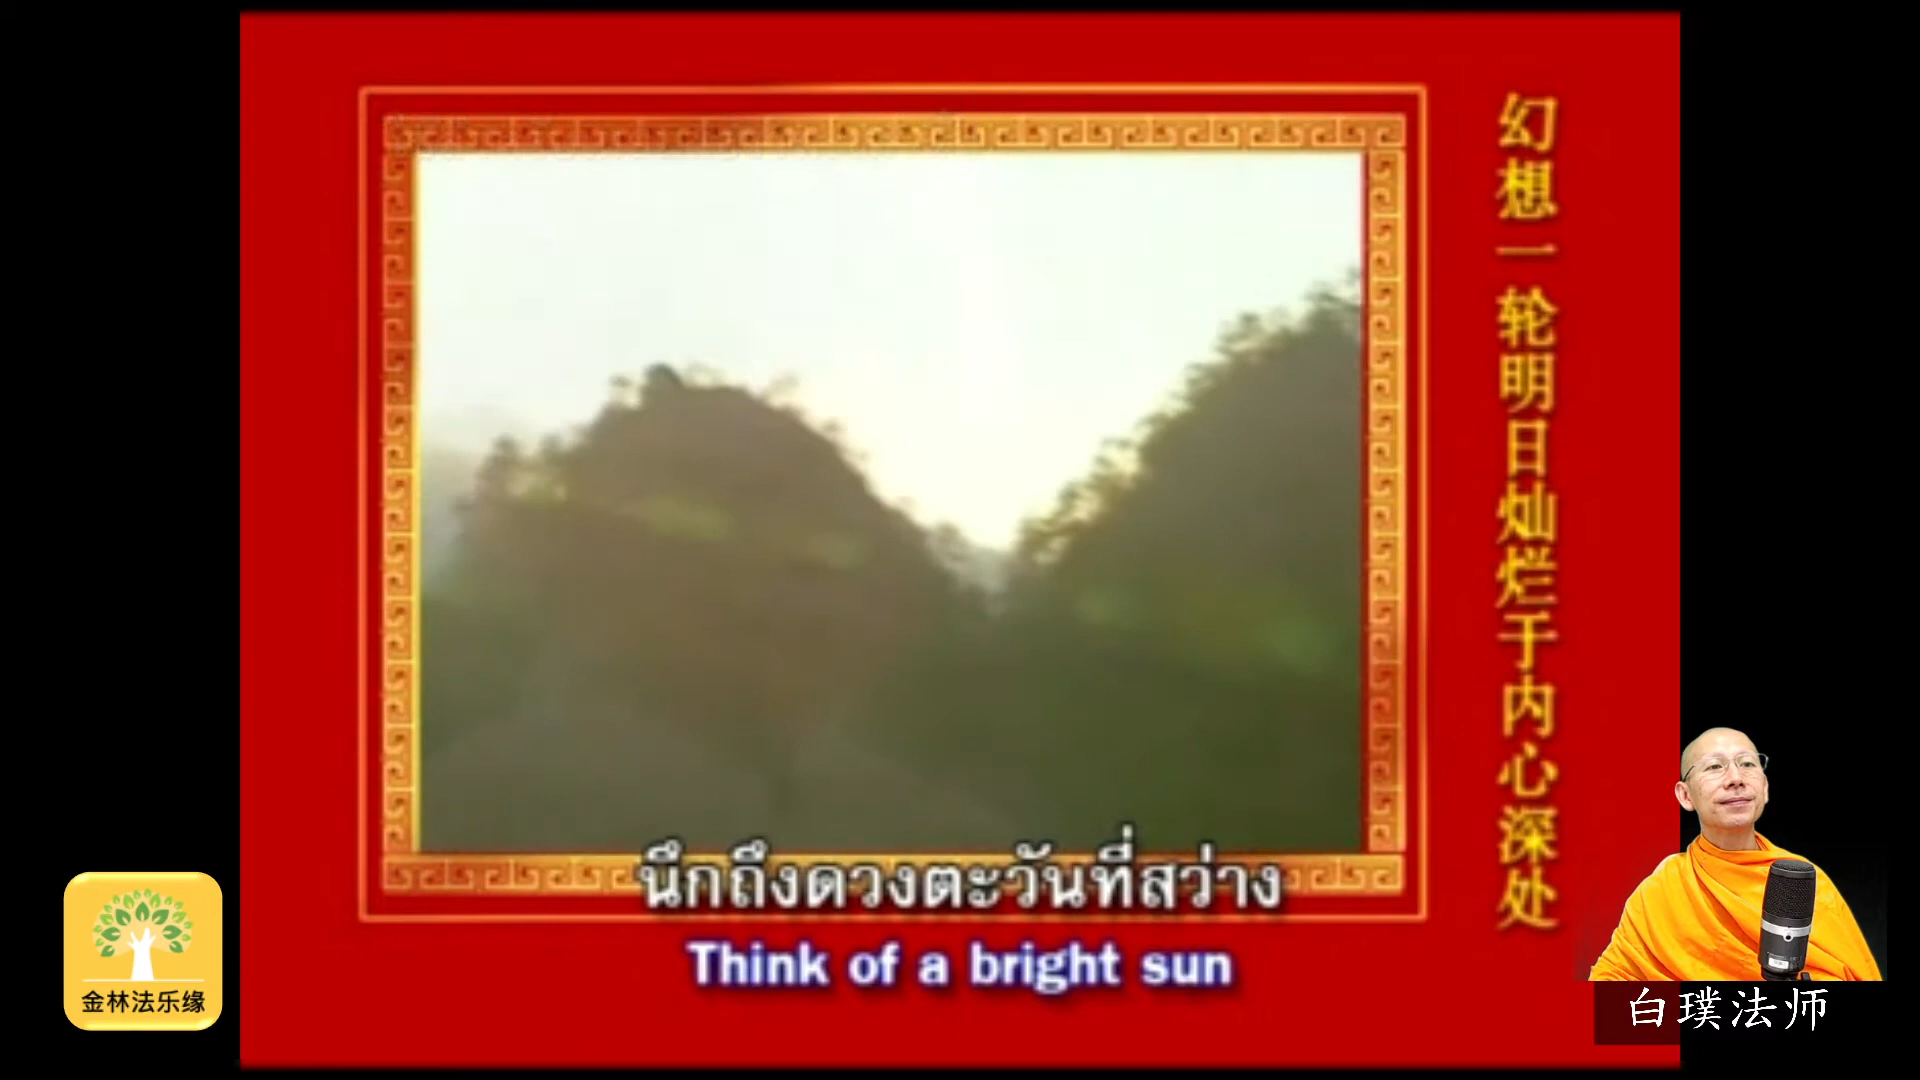 幻想一轮明日灿烂于内心深处
นึกถึงดวงตะวันที่สว่าง
Think of a bright sun
金林法乐缘
白璞法师